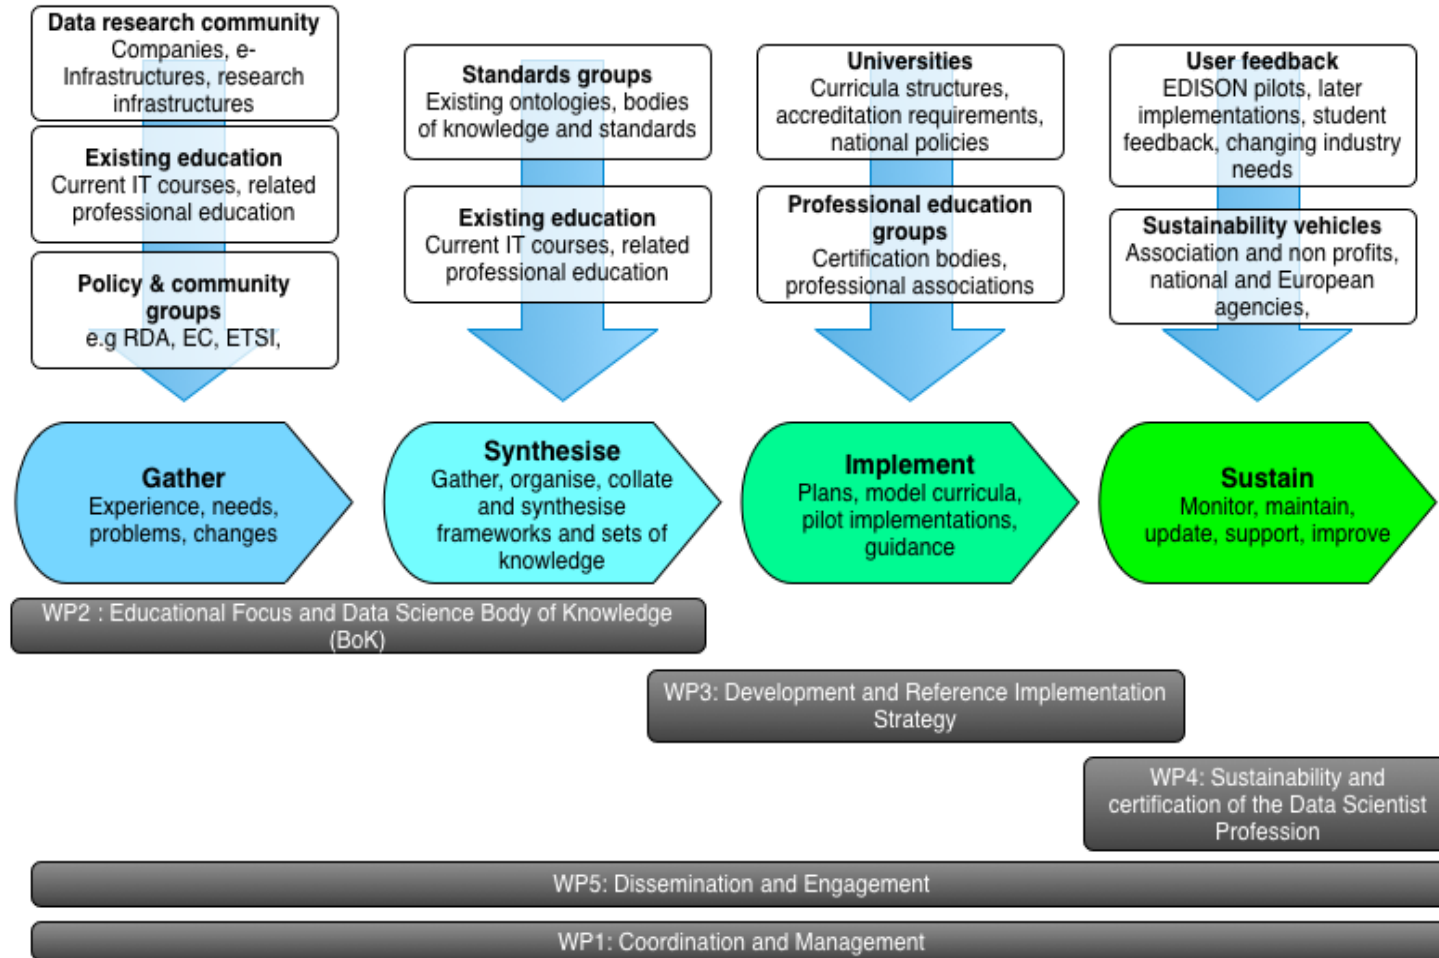 Data research community
Companies, e-
Infrastructures, research
infrastructures
Existing education
Current IT courses, related
professional education
Policy & community
groups
e.g RDA, EC, ETSI,
Standards groups
Existing ontologies, bodies
of knowledge and standards
Existing education
Current IT courses, related
professional education
Universities
Curricula structures,
accreditation requirements,
national policies
Professional education
groups
Certification bodies,
professional associations
User feedback
EDISON pilots, later
implementations, student
feedback, changing industry
needs
Sustainability vehicles
Association and non profits,
national and European
agencies,
Gather
Experience, needs,
problems, changes
Synthesise
Gather, organise, collate
and synthesise
frameworks and sets of
knowledge
Implement
Plans, model curricula,
pilot implementations,
guidance
Sustain
Monitor, maintain,
update, support, improve
WP2 : Educational Focus and Data Science Body of Knowledge
(BoK)
WP3: Development and Reference Implementation
Strategy
WP4: Sustainability and
certification of the Data Scientist
Profession
WP5: Dissemination and Engagement
WP1: Coordination and Management